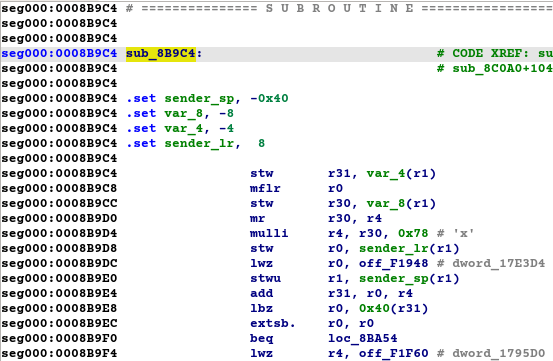 seg000:0008B9C4 # =============== S U B R O U T I N E =================
seg000:0008B9C4
seg000:0008B9C4
seg000:0008B9C4 sub_8B9C4: # CODE XREF: su
seg000:0008B9C4 # sub_8C0A0+104
seg000:0008B9C4
seg000:0008B9C4 .set sender_sp, -0x40
seg000:0008B9C4 .set var_8, -8
seg000:0008B9C4 .set var_4, -4
seg000:0008B9C4 .set sender_lr, 8
seg000:0008B9C4
seg000:0008B9C4 stw r31, var_4(r1)
seg000:0008B9C8 mflr r0
seg000:0008B9CC stw r30, var_8(r1)
seg000:0008B9D0 mr r30, r4
seg000:0008B9D4 mulli r4, r30, 0x78 # 'x'
seg000:0008B9D8 stw r0, sender_lr(r1)
seg000:0008B9DC lwz r0, off_F1948 # dword_17E3D4
seg000:0008B9E0 stwu r1, sender_sp(r1)
seg000:0008B9E4 add r31, r0, r4
seg000:0008B9E8 lbz r0, 0x40(r31)
seg000:0008B9EC extsb. r0, r0
seg000:0008B9F0 beq loc_8BA54
seg000:0008B9F4 lwz r4, off_F1F60 # dword_1795D0